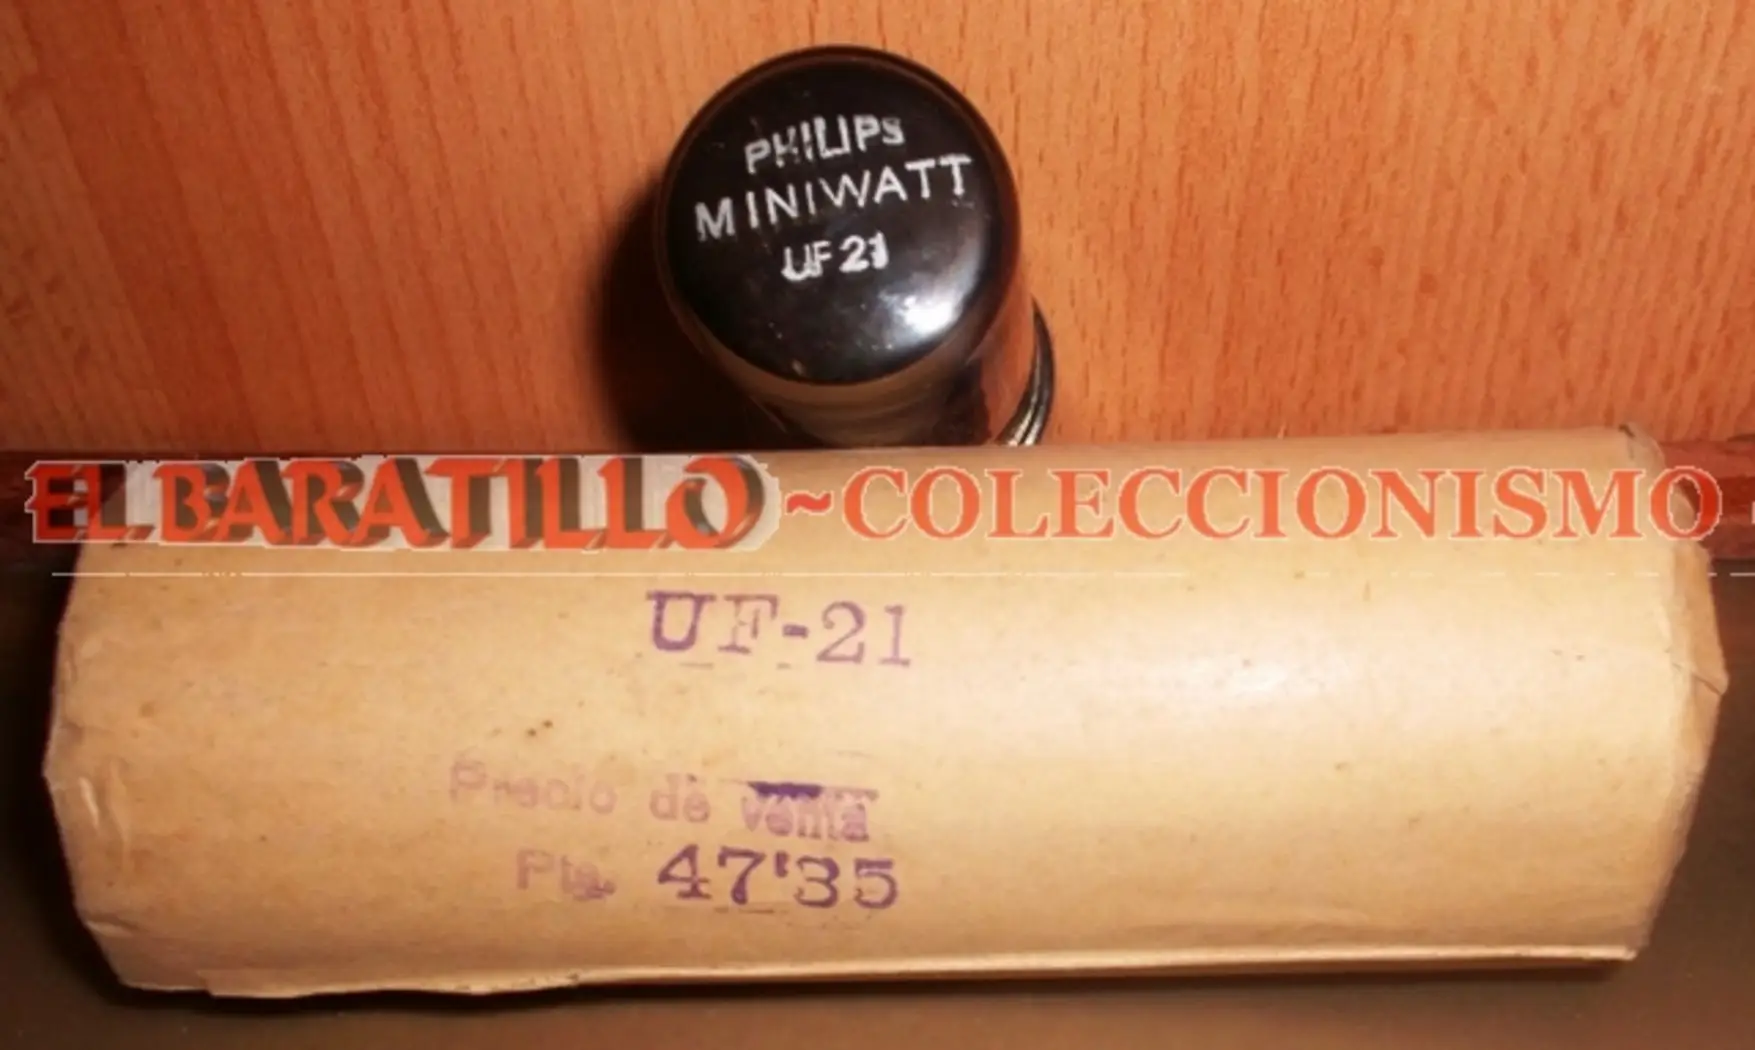 PHILIPS
MINIWATT
UF 21
EL BARATILLO ~COLECCIONISMO
UF-21
Precio de venta
Pts. 47'35